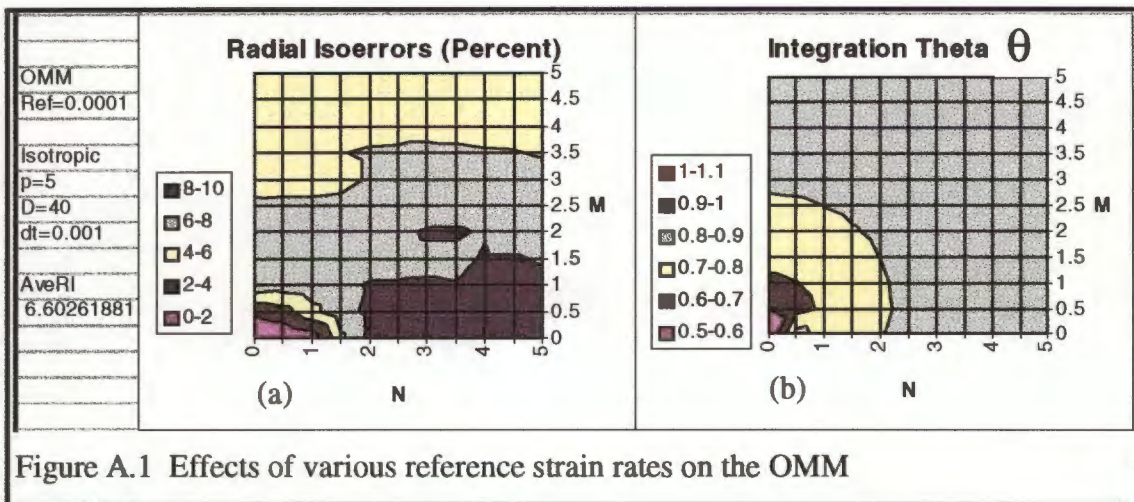 OMM
Ref=0.0001
Isotropic
p=5
D=40
dt=0.001
AveRI
6.60261881
Radial Isoerrors (Percent)
8-10
6-8
4-6
2-4
0-2
5
4.5
4
3.5
3
2.5
2
1.5
1
0.5
0
M
0 1 2 3 4 5
(a)
N
Integration Theta θ
1-1.1
0.9-1
0.8-0.9
0.7-0.8
0.6-0.7
0.5-0.6
5
4.5
4
3.5
3
2.5
2
1.5
1
0.5
0
M
0 1 2 3 4 5
(b)
N
Figure A.1 Effects of various reference strain rates on the OMM